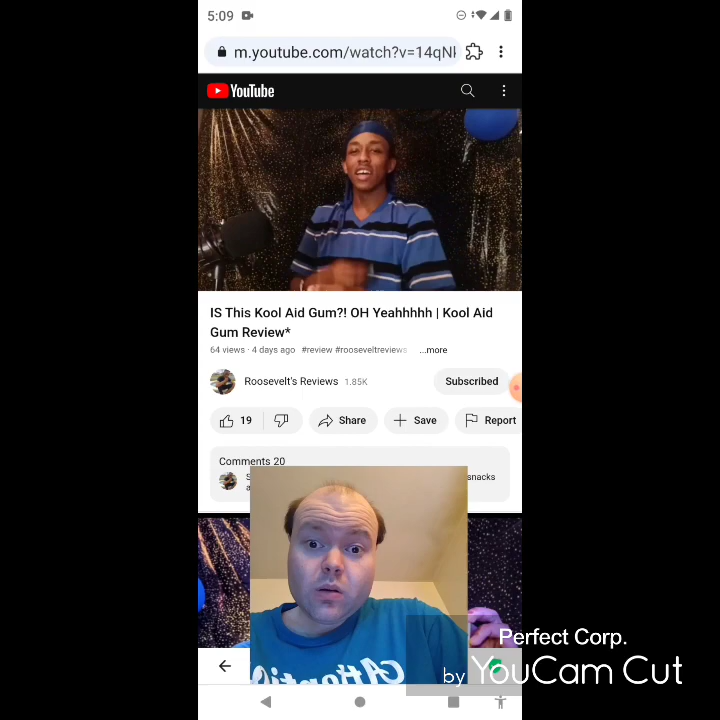 5:09
m.youtube.com/watch?v=14qNk
YouTube
IS This Kool Aid Gum?! OH Yeahhhhh | Kool Aid
Gum Review*
64 views · 4 days ago #review #rooseveltreviews ...more
Roosevelt's Reviews 1.85K Subscribed
19 Share Save Report
Comments 20
snacks
Perfect Corp.
by YouCam Cut